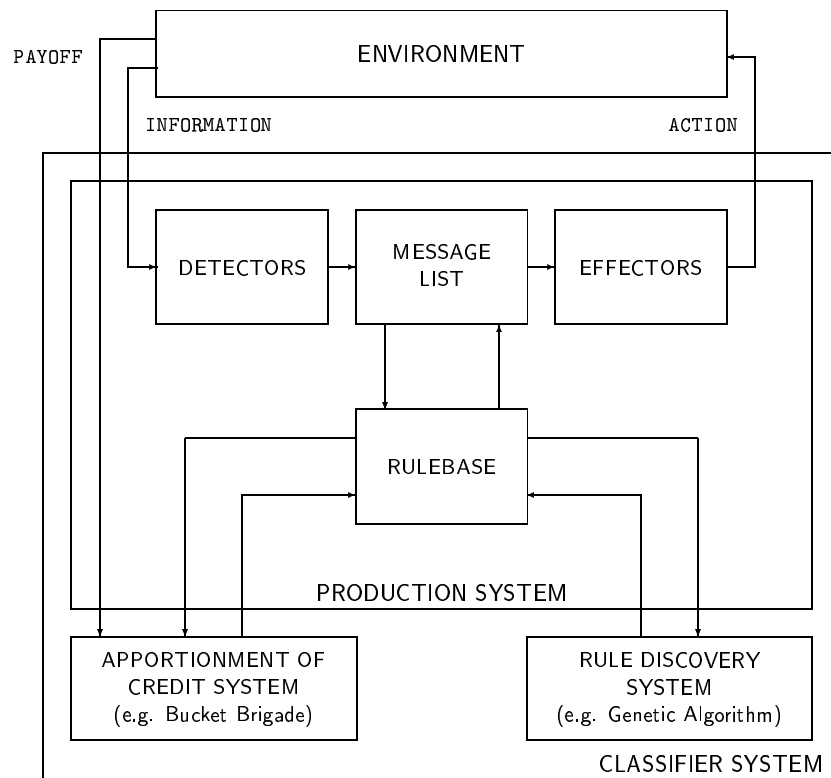 ENVIRONMENT
PAYOFF
INFORMATION
ACTION
DETECTORS
MESSAGE
LIST
EFFECTORS
RULEBASE
PRODUCTION SYSTEM
APPORTIONMENT OF
CREDIT SYSTEM
(e.g. Bucket Brigade)
RULE DISCOVERY
SYSTEM
(e.g. Genetic Algorithm)
CLASSIFIER SYSTEM